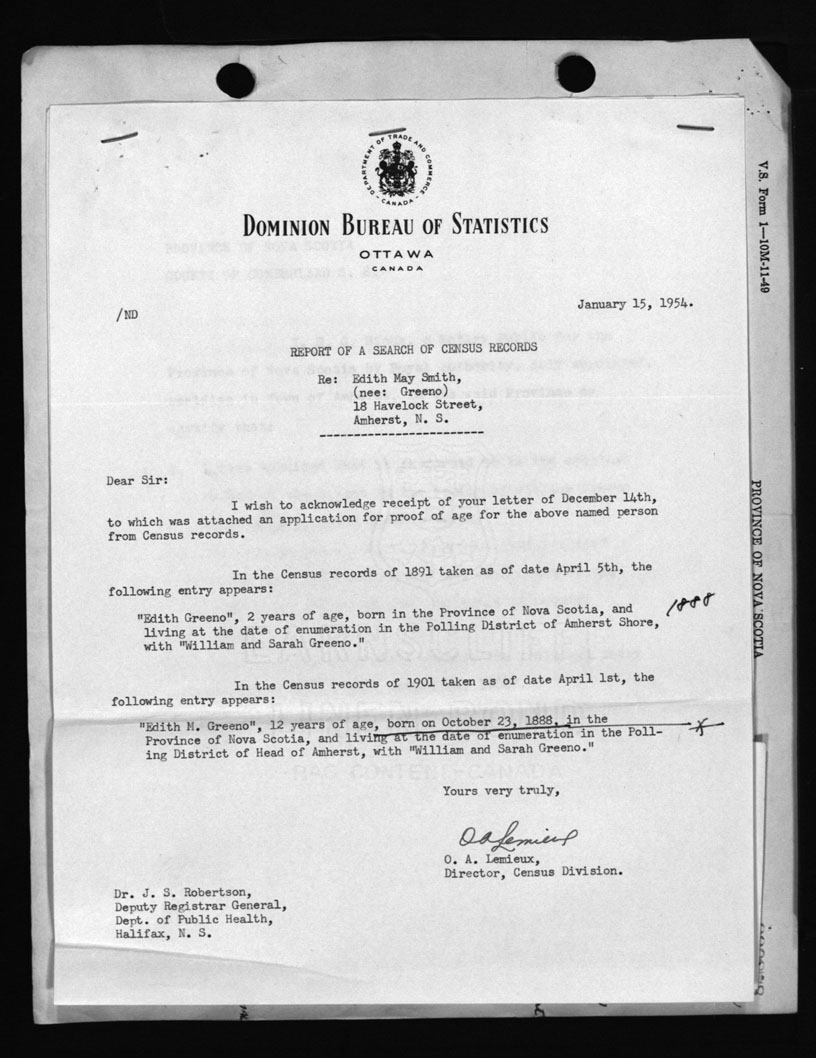 DEPARTMENT OF TRADE AND COMMERCE
CANADA
DOMINION BUREAU OF STATISTICS
OTTAWA
CANADA
January 15, 1954.
/ND
REPORT OF A SEARCH OF CENSUS RECORDS
Re: Edith May Smith,
(nee: Greeno)
18 Havelock Street,
Amherst, N. S.
Dear Sir:
I wish to acknowledge receipt of your letter of December 14th,
to which was attached an application for proof of age for the above named person
from Census records.
In the Census records of 1891 taken as of date April 5th, the
following entry appears:
"Edith Greeno", 2 years of age, born in the Province of Nova Scotia, and
living at the date of enumeration in the Polling District of Amherst Shore,
with "William and Sarah Greeno."
1888
In the Census records of 1901 taken as of date April 1st, the
following entry appears:
"Edith M. Greeno", 12 years of age, born on October 23, 1888, in the
Province of Nova Scotia, and living at the date of enumeration in the Poll-
ing District of Head of Amherst, with "William and Sarah Greeno."
Yours very truly,
O A Lemieux
O. A. Lemieux,
Director, Census Division.
Dr. J. S. Robertson,
Deputy Registrar General,
Dept. of Public Health,
Halifax, N. S.
V.S. Form 1—10M-11-49
PROVINCE OF NOVA SCOTIA